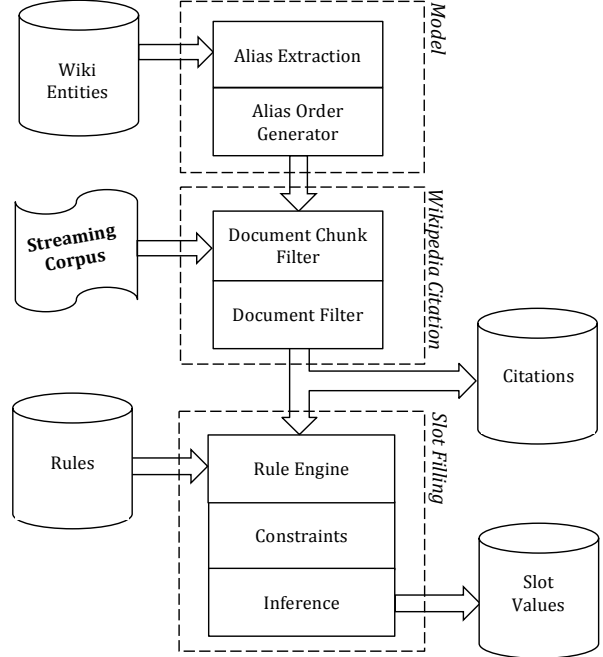 Model
Wiki
Entities
Alias Extraction
Alias Order
Generator
Wikipedia Citation
Streaming
Corpus
Document Chunk
Filter
Document Filter
Citations
Slot Filling
Rules
Rule Engine
Constraints
Inference
Slot
Values